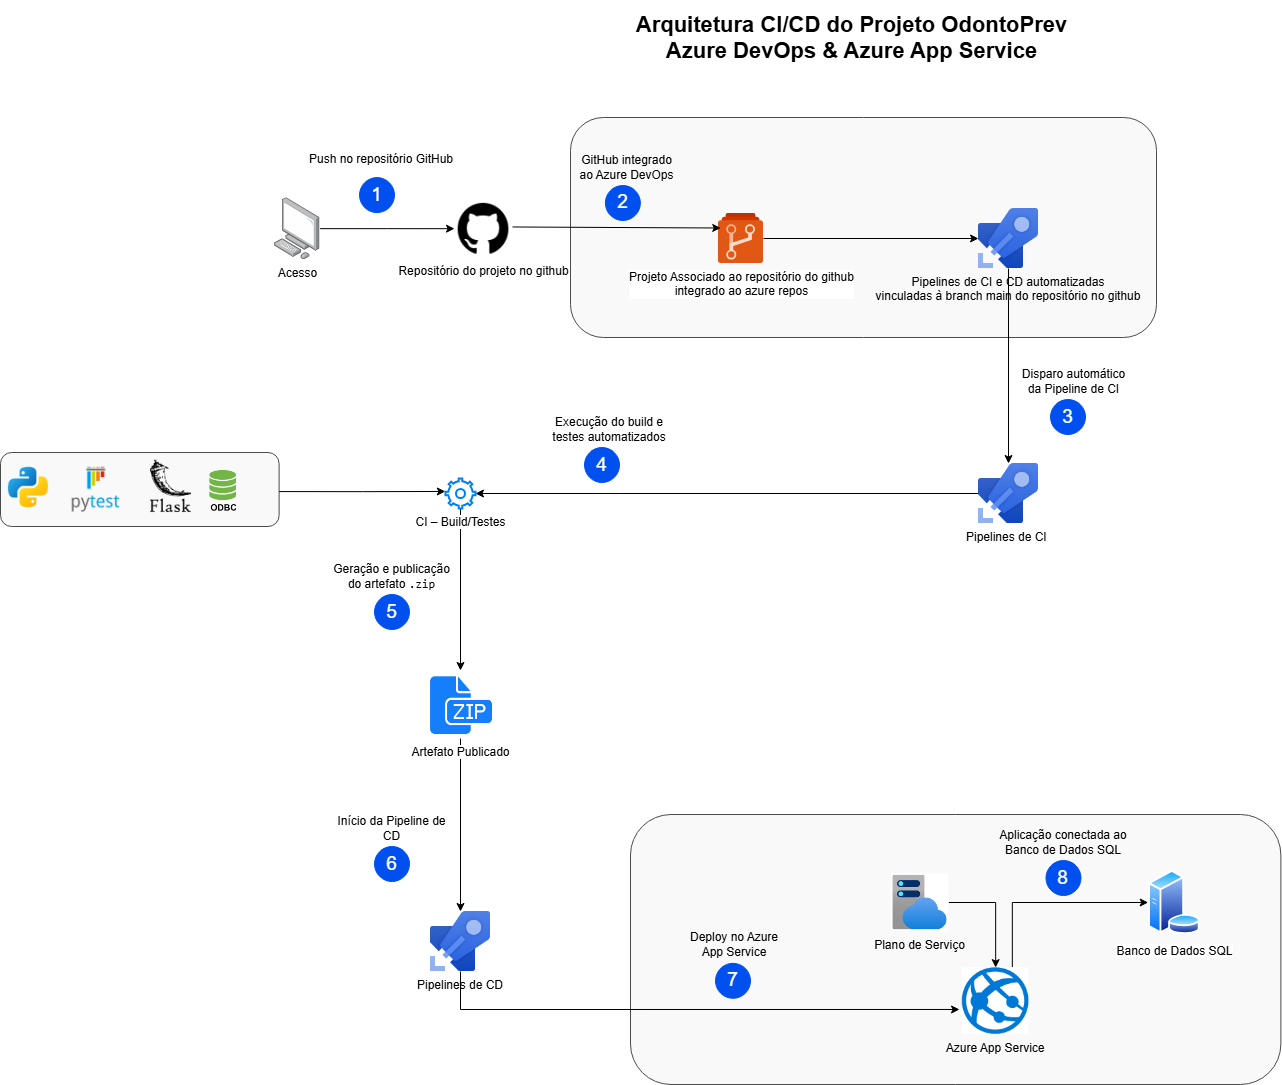 Arquitetura CI/CD do Projeto OdontoPrev
Azure DevOps & Azure App Service
Push no repositório GitHub
1
Acesso
Repositório do projeto no github
GitHub integrado
ao Azure DevOps
2
Projeto Associado ao repositório do github
integrado ao azure repos
Pipelines de CI e CD automatizadas
vinculadas à branch main do repositório no github
Disparo automático
da Pipeline de CI
3
Pipelines de CI
Execução do build e
testes automatizados
4
pytest
Flask
ODBC
CI – Build/Testes
Geração e publicação
do artefato .zip
5
ZIP
Artefato Publicado
Início da Pipeline de
CD
6
Pipelines de CD
Deploy no Azure
App Service
7
Plano de Serviço
Azure App Service
Aplicação conectada ao
Banco de Dados SQL
8
Banco de Dados SQL